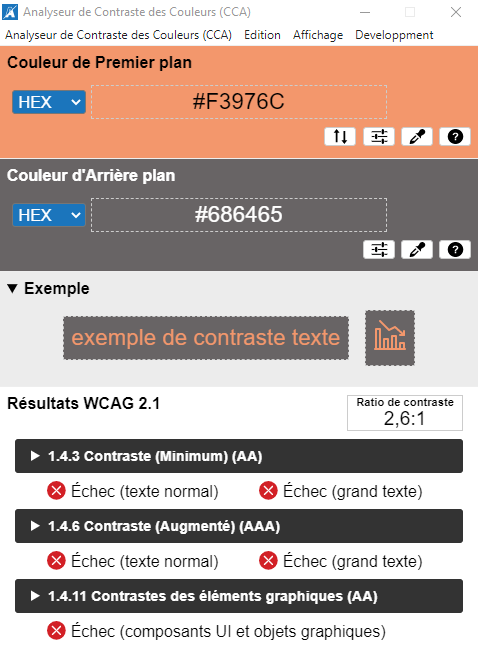 Analyseur de Contraste des Couleurs (CCA)
Analyseur de Contraste des Couleurs (CCA) Edition Affichage Developpment
Couleur de Premier plan
HEX #F3976C
Couleur d'Arrière plan
HEX #686465
Exemple
exemple de contraste texte
Résultats WCAG 2.1
Ratio de contraste
2,6:1
1.4.3 Contraste (Minimum) (AA)
Échec (texte normal) Échec (grand texte)
1.4.6 Contraste (Augmenté) (AAA)
Échec (texte normal) Échec (grand texte)
1.4.11 Contrastes des éléments graphiques (AA)
Échec (composants UI et objets graphiques)